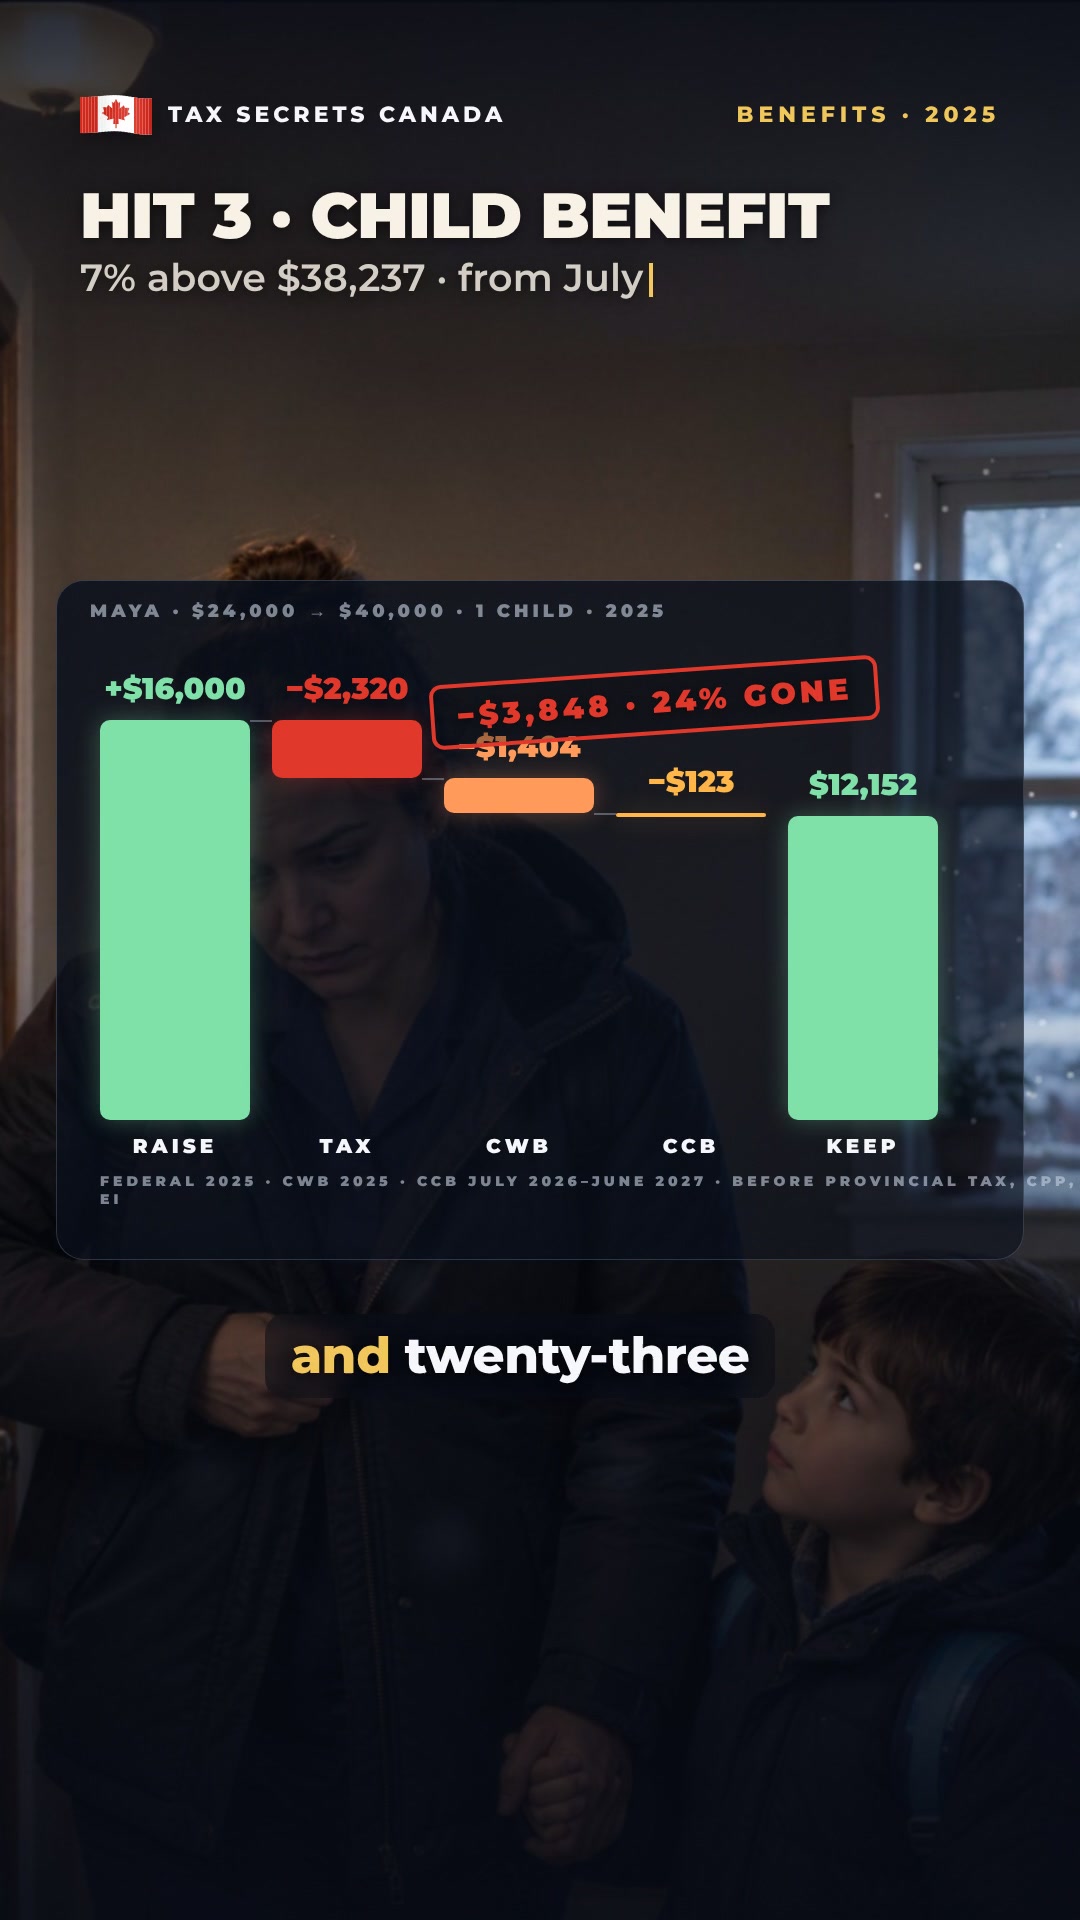 TAX SECRETS CANADA
BENEFITS · 2025
HIT 3 · CHILD BENEFIT
7% above $38,237 · from July
MAYA · $24,000 → $40,000 · 1 CHILD · 2025
+$16,000
−$2,320
−$3,848 · 24% GONE
−$1,404
−$123
$12,152
RAISE
TAX
CWB
CCB
KEEP
FEDERAL 2025 · CWB 2025 · CCB JULY 2026–JUNE 2027 · BEFORE PROVINCIAL TAX, CPP,
EI
and twenty-three